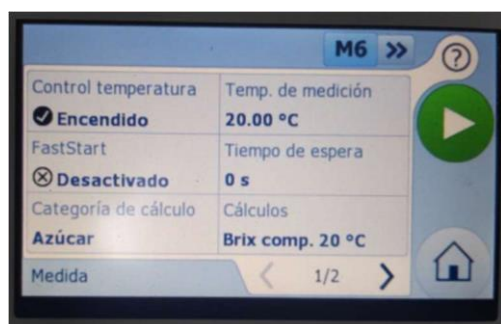 M6 >>
?
Control temperatura Temp. de medición
Encendido 20.00 °C
FastStart Tiempo de espera
Desactivado 0 s
Categoría de cálculo Cálculos
Azúcar Brix comp. 20 °C
Medida < 1/2 >